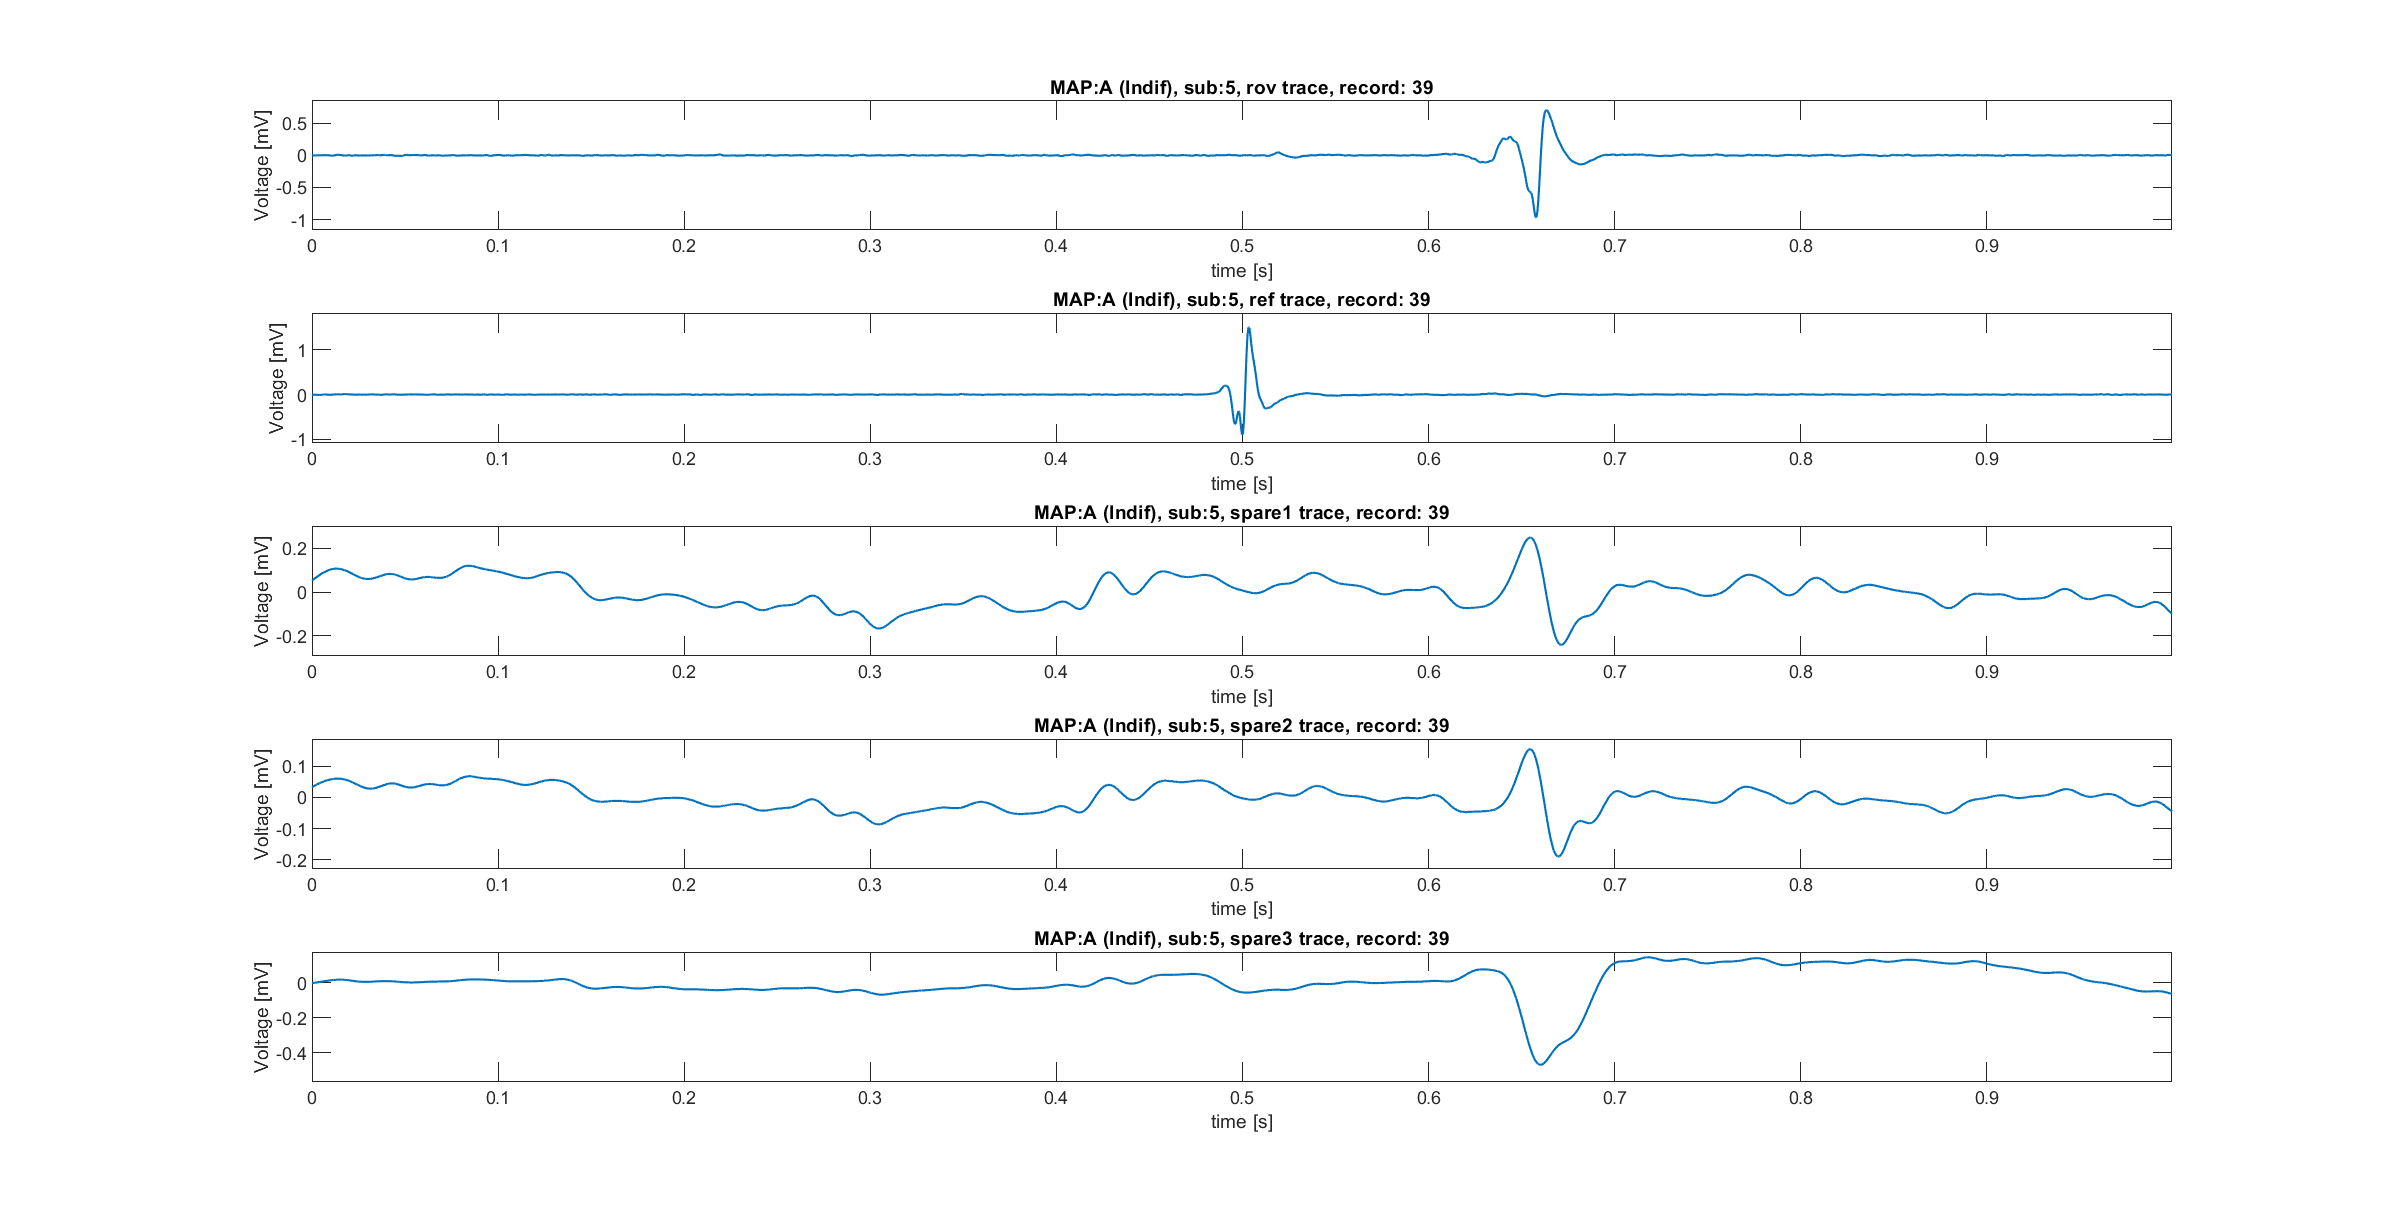 MAP:A (Indif), sub:5, rov trace, record: 39
Voltage [mV]
0.5
0
-0.5
-1
0 0.1 0.2 0.3 0.4 0.5 0.6 0.7 0.8 0.9
time [s]
MAP:A (Indif), sub:5, ref trace, record: 39
Voltage [mV]
1
0
-1
0 0.1 0.2 0.3 0.4 0.5 0.6 0.7 0.8 0.9
time [s]
MAP:A (Indif), sub:5, spare1 trace, record: 39
Voltage [mV]
0.2
0
-0.2
0 0.1 0.2 0.3 0.4 0.5 0.6 0.7 0.8 0.9
time [s]
MAP:A (Indif), sub:5, spare2 trace, record: 39
Voltage [mV]
0.1
0
-0.1
-0.2
0 0.1 0.2 0.3 0.4 0.5 0.6 0.7 0.8 0.9
time [s]
MAP:A (Indif), sub:5, spare3 trace, record: 39
Voltage [mV]
0
-0.2
-0.4
0 0.1 0.2 0.3 0.4 0.5 0.6 0.7 0.8 0.9
time [s]